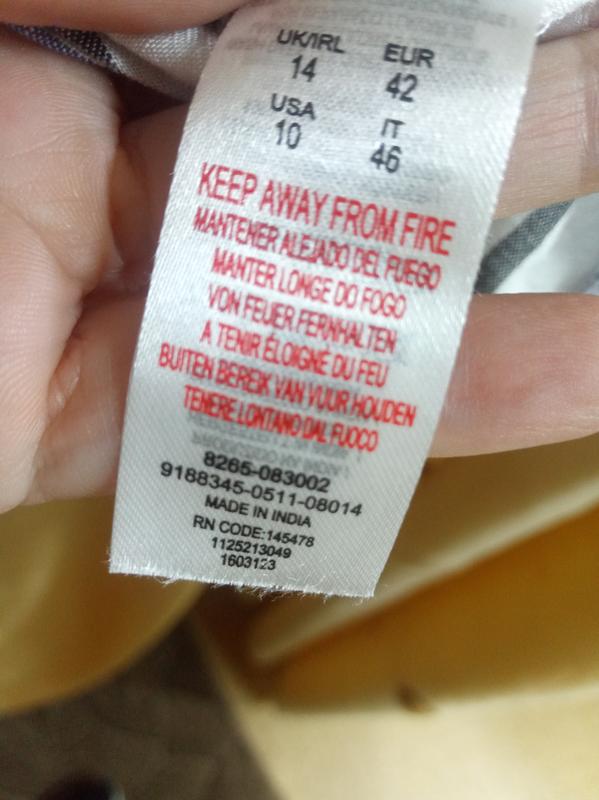 UK/IRL EUR
14 42
USA IT
10 46
KEEP AWAY FROM FIRE
MANTENER ALEJADO DEL FUEGO
MANTER LONGE DO FOGO
VON FEUER FERNHALTEN
A TENIR ÉLOIGNÉ DU FEU
BUITEN BEREIK VAN VUUR HOUDEN
TENERE LONTANO DAL FUOCO
8265-083002
9188345-0511-08014
MADE IN INDIA
RN CODE:145478
1125213049
1603123